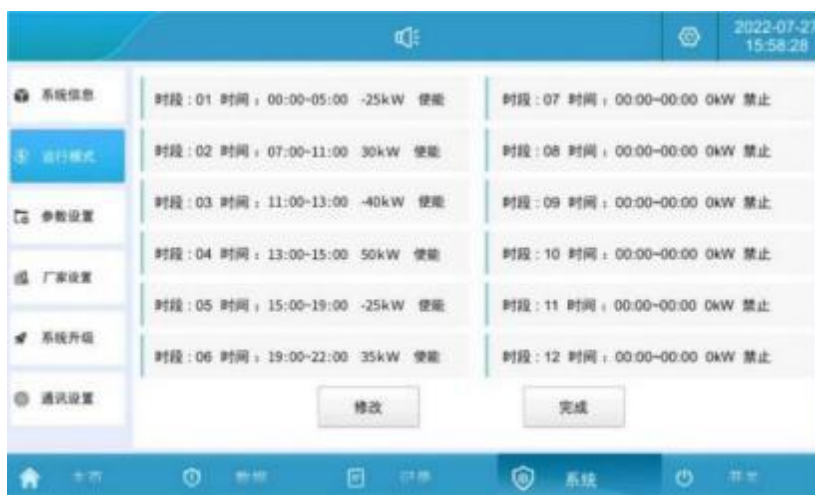 2022-07-27
15:58:28
系统信息
运行模式
参数设置
厂家设置
系统升级
通讯设置
时段：01 时间：00:00~05:00 -25kW 使能
时段：02 时间：07:00~11:00 30kW 使能
时段：03 时间：11:00~13:00 -40kW 使能
时段：04 时间：13:00~15:00 50kW 使能
时段：05 时间：15:00~19:00 -25kW 使能
时段：06 时间：19:00~22:00 35kW 使能
时段：07 时间：00:00~00:00 0kW 禁止
时段：08 时间：00:00~00:00 0kW 禁止
时段：09 时间：00:00~00:00 0kW 禁止
时段：10 时间：00:00~00:00 0kW 禁止
时段：11 时间：00:00~00:00 0kW 禁止
时段：12 时间：00:00~00:00 0kW 禁止
修改
完成
系统